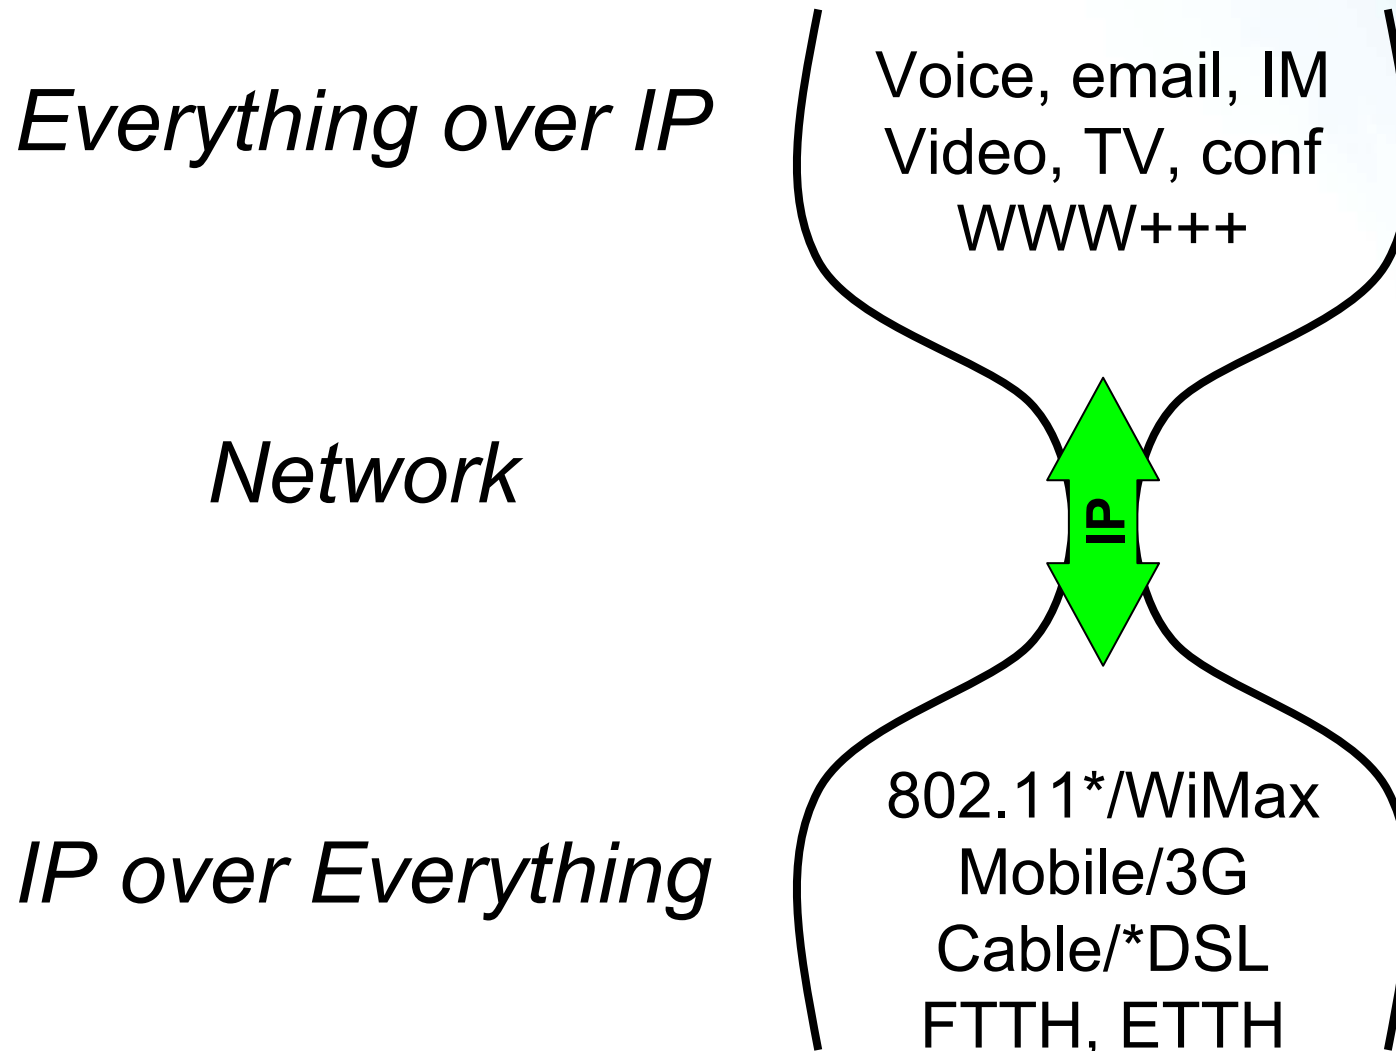 Everything over IP
Voice, email, IM
Video, TV, conf
WWW+++
Network
IP
IP over Everything
802.11*/WiMax
Mobile/3G
Cable/*DSL
FTTH, ETTH